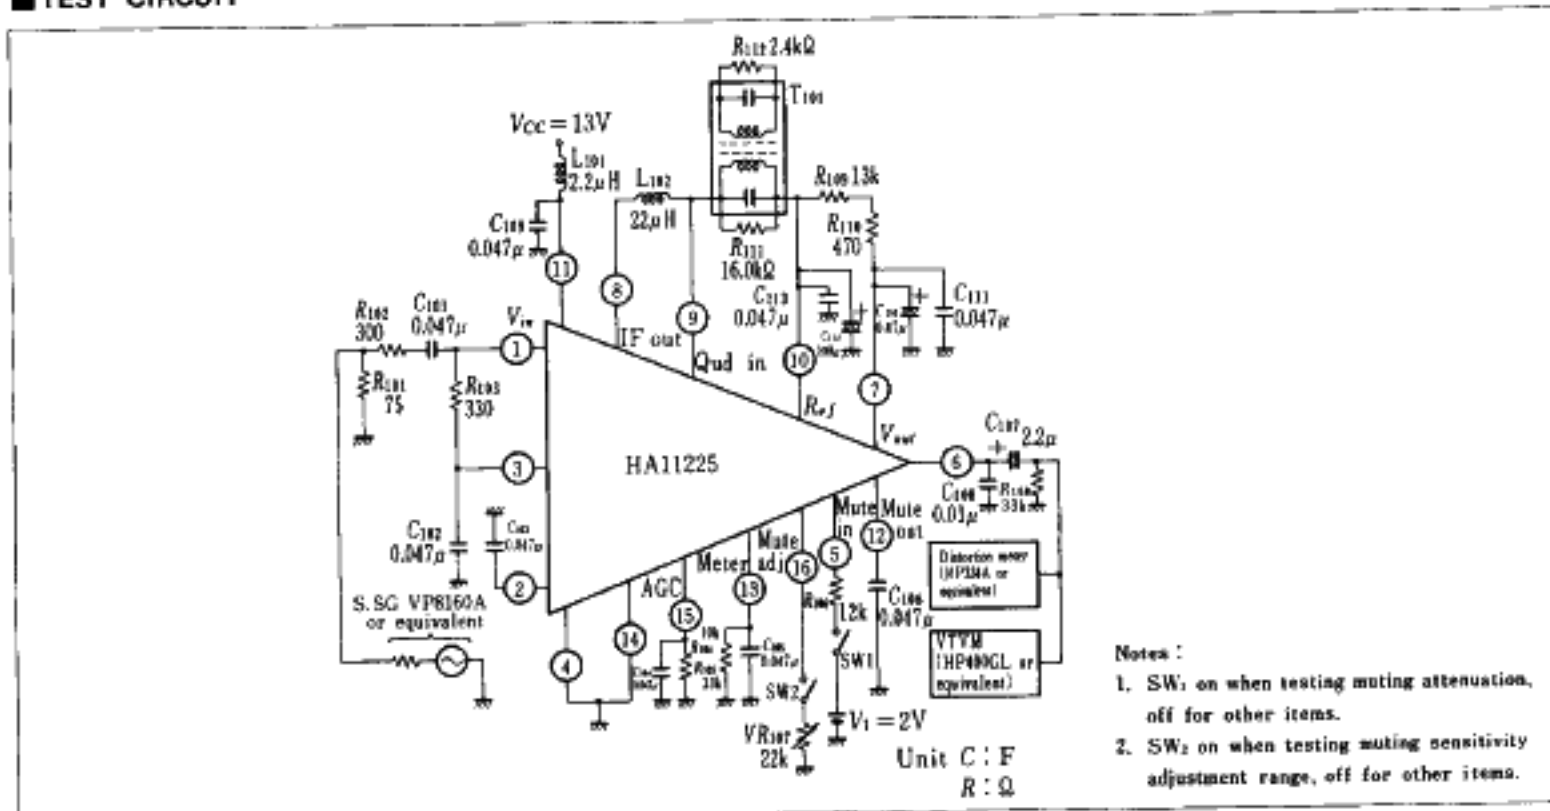 TEST CIRCUIT
R112 2.4kΩ
T101
VCC=13V
L101
2.2μH
L102
22μH
C109
0.047μ
R109 13k
R110
470
R111
16.0kΩ
C113
0.047μ
C111
0.047μ
11
8
9
10
7
R102
300
C101
0.047μ
Vin
1
IF out
Qud in
Ref
Vout
R101
75
R103
330
3
HA11225
6
C107
2.2μ
C108
0.01μ
33k
C102
0.047μ
0.047μ
2
AGC
Meter
Mute adj
Mute in
Mute out
4
14
15
13
16
5
12
S.SG VP8160A
or equivalent
12k
C106
0.047μ
SW1
SW2
VR107
22k
V1=2V
Distortion meter
(HP334A or
equivalent)
VTVM
(HP400GL or
equivalent)
Unit C:F
R:Ω
Notes:
1. SW1 on when testing muting attenuation,
off for other items.
2. SW2 on when testing muting sensitivity
adjustment range, off for other items.